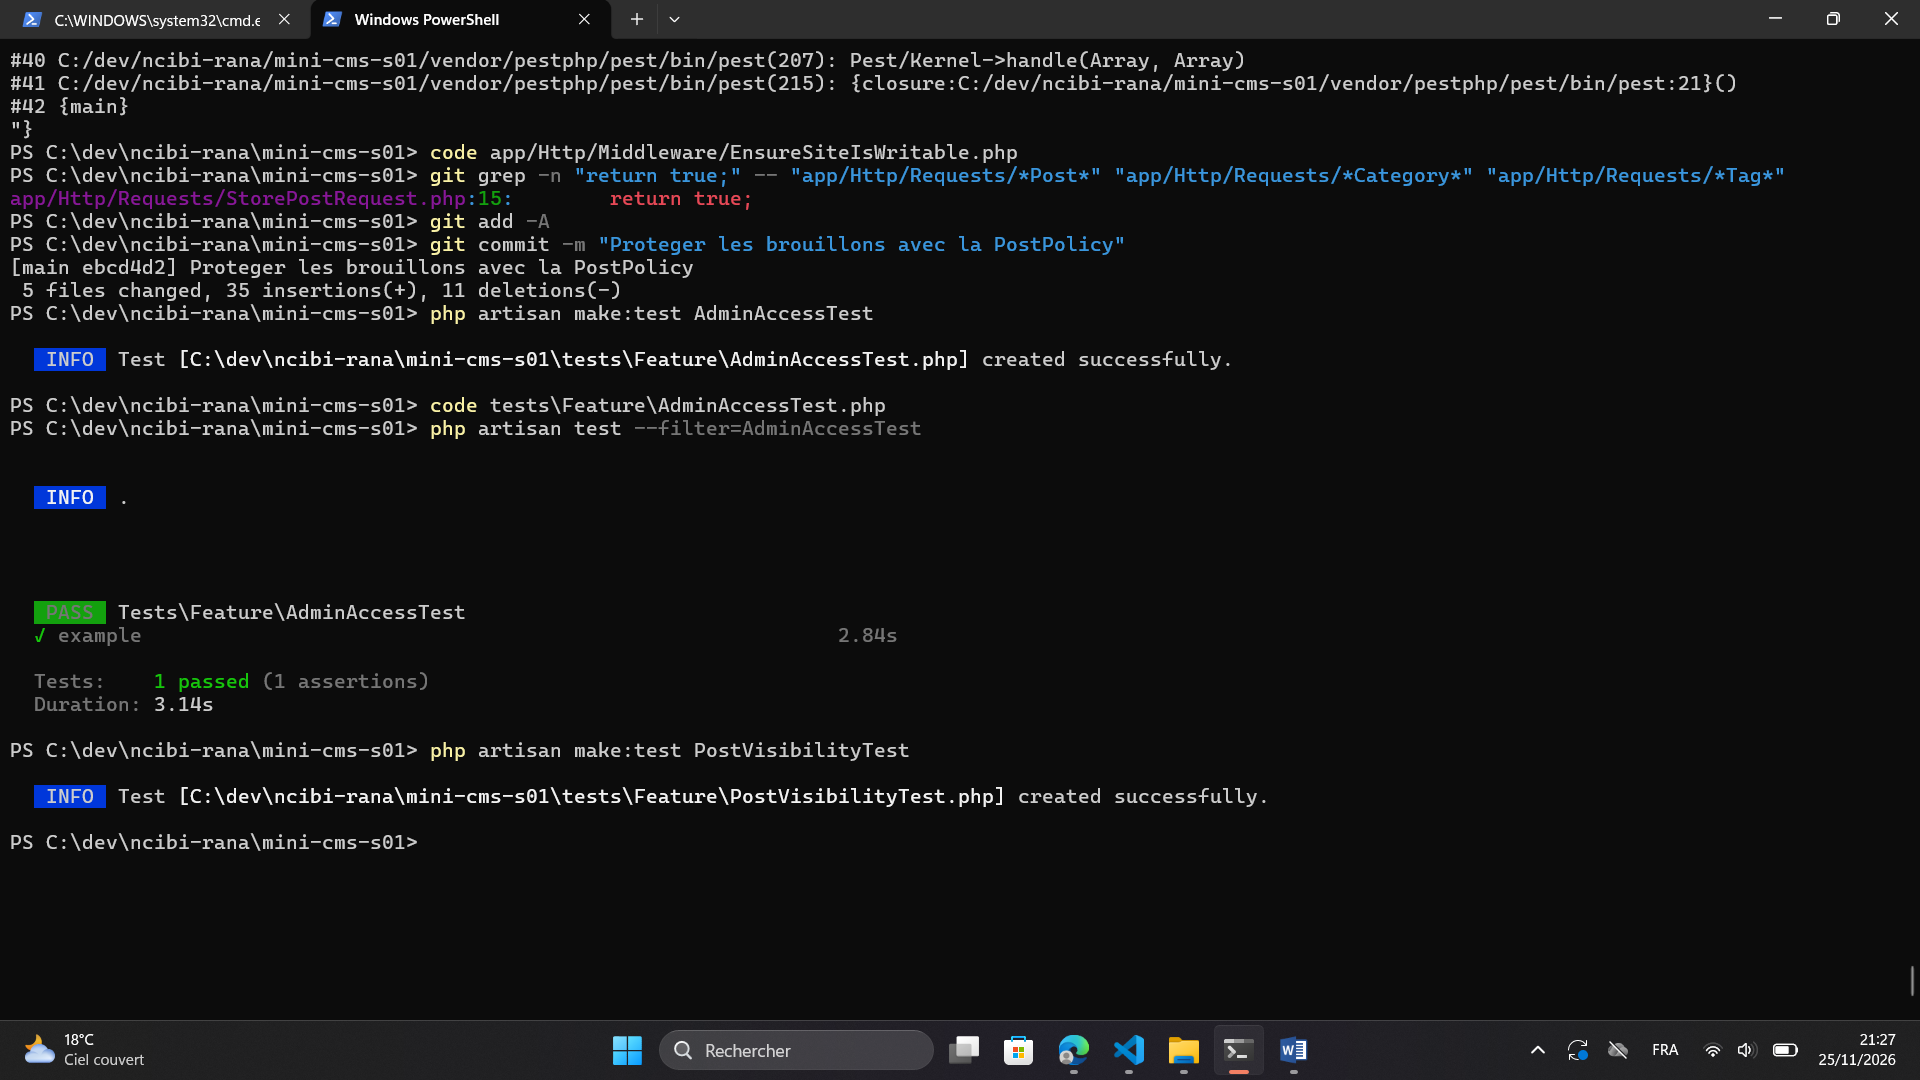 C:\WINDOWS\system32\cmd.e
Windows PowerShell
#40 C:/dev/ncibi-rana/mini-cms-s01/vendor/pestphp/pest/bin/pest(207): Pest/Kernel->handle(Array, Array)
#41 C:/dev/ncibi-rana/mini-cms-s01/vendor/pestphp/pest/bin/pest(215): {closure:C:/dev/ncibi-rana/mini-cms-s01/vendor/pestphp/pest/bin/pest:21}()
#42 {main}
"}
PS C:\dev\ncibi-rana\mini-cms-s01> code app/Http/Middleware/EnsureSiteIsWritable.php
PS C:\dev\ncibi-rana\mini-cms-s01> git grep -n "return true;" -- "app/Http/Requests/*Post*" "app/Http/Requests/*Category*" "app/Http/Requests/*Tag*"
app/Http/Requests/StorePostRequest.php:15:        return true;
PS C:\dev\ncibi-rana\mini-cms-s01> git add -A
PS C:\dev\ncibi-rana\mini-cms-s01> git commit -m "Proteger les brouillons avec la PostPolicy"
[main ebcd4d2] Proteger les brouillons avec la PostPolicy
 5 files changed, 35 insertions(+), 11 deletions(-)
PS C:\dev\ncibi-rana\mini-cms-s01> php artisan make:test AdminAccessTest
INFO Test [C:\dev\ncibi-rana\mini-cms-s01\tests\Feature\AdminAccessTest.php] created successfully.
PS C:\dev\ncibi-rana\mini-cms-s01> code tests\Feature\AdminAccessTest.php
PS C:\dev\ncibi-rana\mini-cms-s01> php artisan test --filter=AdminAccessTest
INFO .
PASS Tests\Feature\AdminAccessTest
√ example 2.84s
Tests: 1 passed (1 assertions)
Duration: 3.14s
PS C:\dev\ncibi-rana\mini-cms-s01> php artisan make:test PostVisibilityTest
INFO Test [C:\dev\ncibi-rana\mini-cms-s01\tests\Feature\PostVisibilityTest.php] created successfully.
PS C:\dev\ncibi-rana\mini-cms-s01>
18°C
Ciel couvert
Rechercher
FRA
21:27
25/11/2026